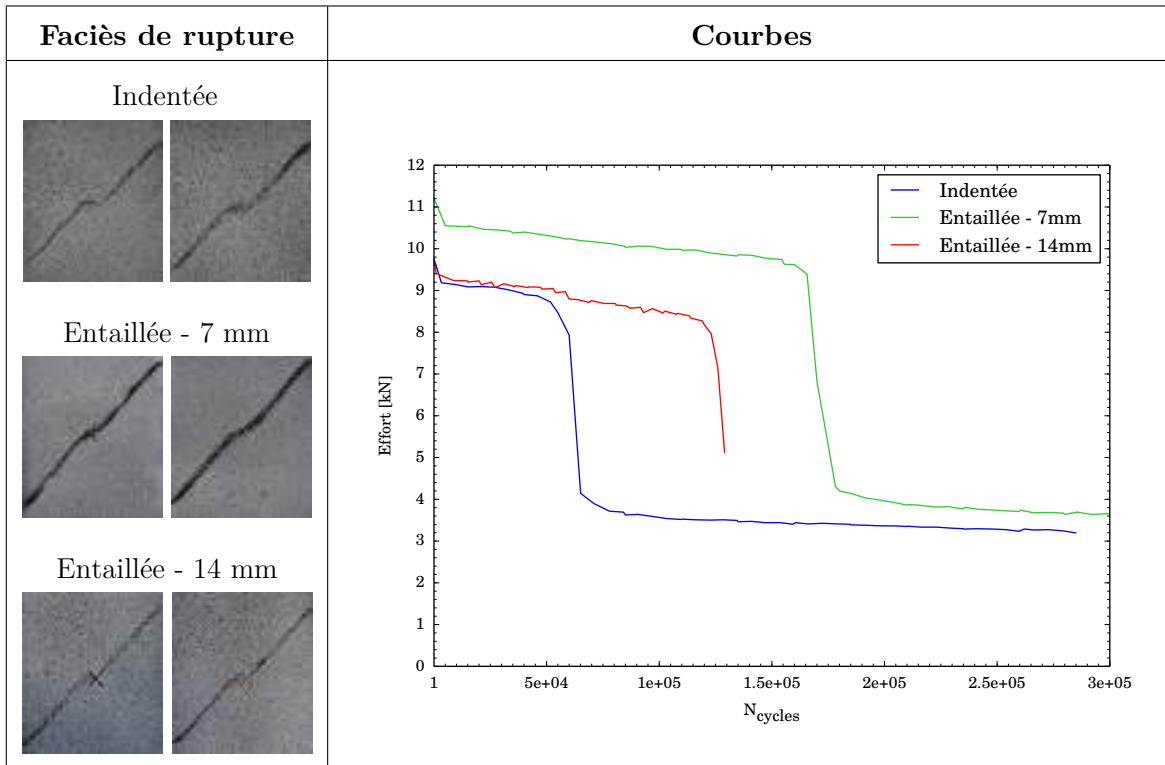 Faciès de rupture
Courbes
Indentée
Entaillée - 7 mm
Entaillée - 14 mm
12
11
10
9
8
7
6
5
4
3
2
1
0
Effort [kN]
Indentée
Entaillée - 7mm
Entaillée - 14mm
1 5e+04 1e+05 1.5e+05 2e+05 2.5e+05 3e+05
N_cycles